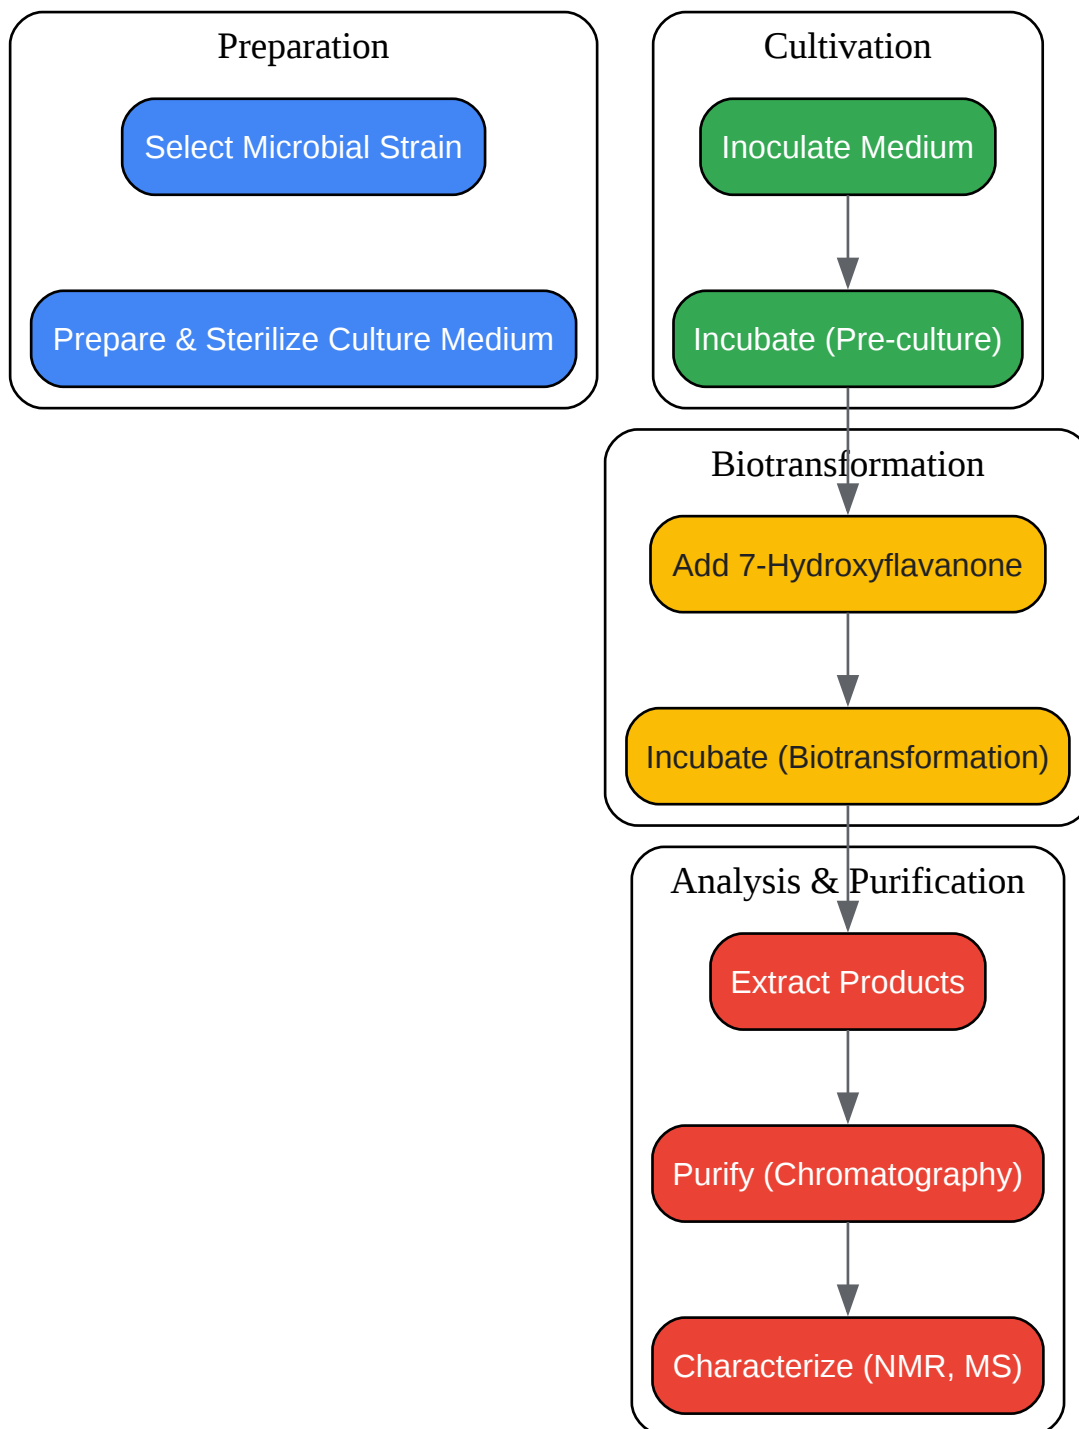 Preparation
Select Microbial Strain
Prepare & Sterilize Culture Medium
Cultivation
Inoculate Medium
Incubate (Pre-culture)
Biotransformation
Add 7-Hydroxyflavanone
Incubate (Biotransformation)
Analysis & Purification
Extract Products
Purify (Chromatography)
Characterize (NMR, MS)